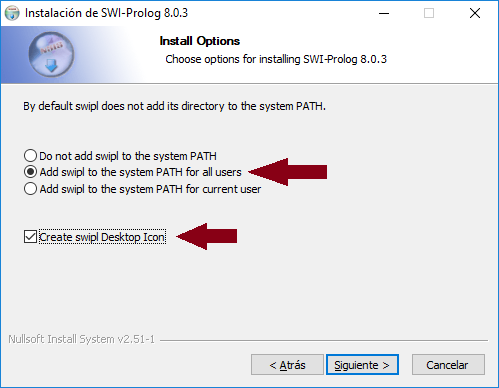 Instalación de SWI-Prolog 8.0.3
Install Options
Choose options for installing SWI-Prolog 8.0.3
By default swipl does not add its directory to the system PATH.
Do not add swipl to the system PATH
Add swipl to the system PATH for all users
Add swipl to the system PATH for current user
Create swipl Desktop Icon
Nullsoft Install System v2.51-1
< Atrás
Siguiente >
Cancelar